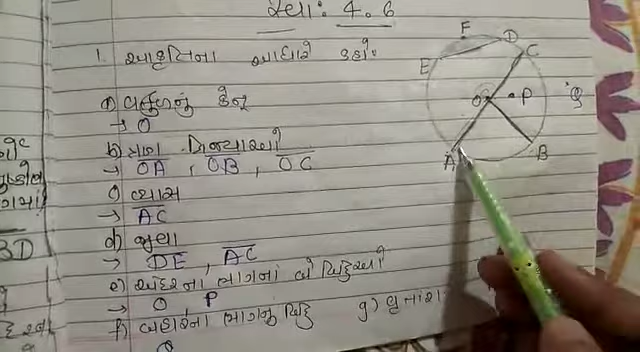 સ્વા: 4.6
1. આકૃતિના આધારે કહો:
a) વર્તુળનું કેન્દ્ર
→ O
b) ત્રણ ત્રિજ્યાઓ
→ OA, OB, OC
c) વ્યાસ
→ AC
d) જીવા
→ DE, AC
e) અંદરના ભાગનાં બે બિંદુઓ
→ O, P
f) બહારના ભાગનું બિંદુ
g) વૃતાંશ
F
D
C
E
O
P
A
B
BD